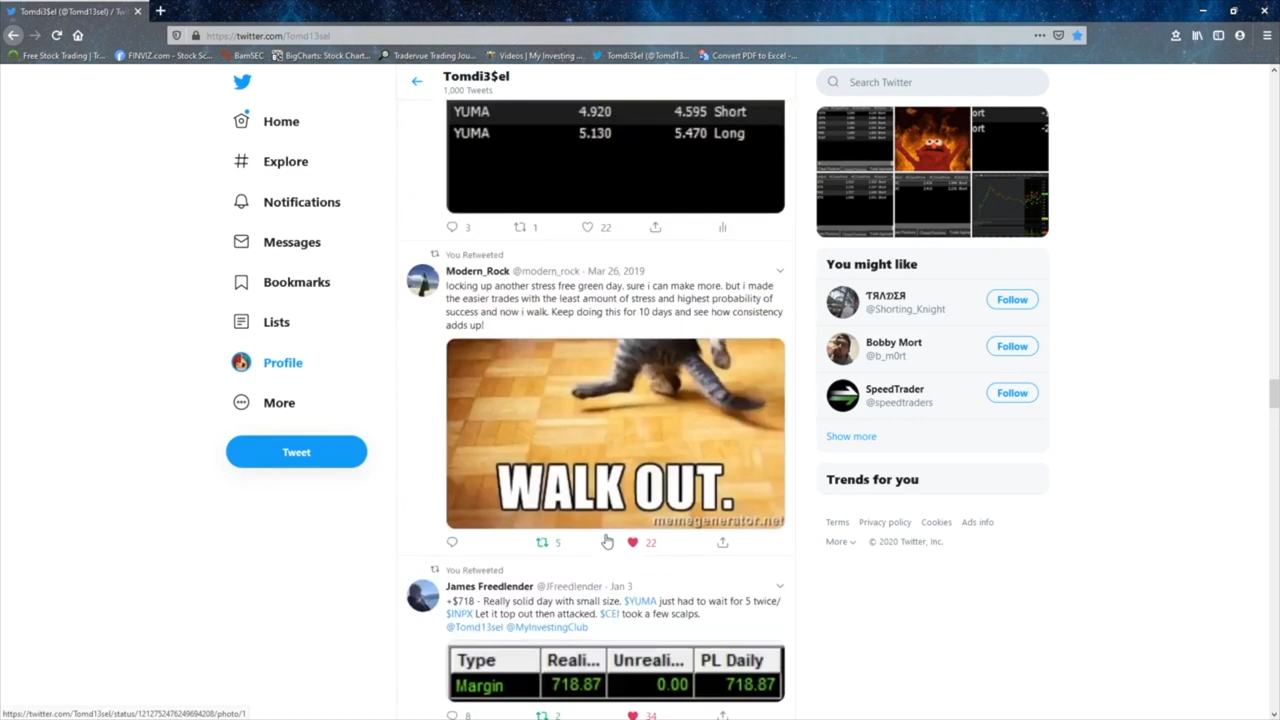 Tomdi3$el (@Tomd13sel) / Tw
https://twitter.com/Tomd13sel
Free Stock Trading | Tr...
FINVIZ.com - Stock Sc...
BamSEC
BigCharts: Stock Chart...
Tradervue Trading Jou...
Videos | My Investing ...
Tomdi3$el (@Tomd13...
Convert PDF to Excel -...
Home
Explore
Notifications
Messages
Bookmarks
Lists
Profile
More
Tweet
Tomdi3$el
1,000 Tweets
YUMA 4.920 4.595 Short
YUMA 5.130 5.470 Long
3 1 22
You Retweeted
Modern_Rock @modern_rock · Mar 26, 2019
locking up another stress free green day. sure i can make more. but i made
the easier trades with the least amount of stress and highest probability of
success and now i walk. Keep doing this for 10 days and see how consistency
adds up!
WALK OUT.
memegenerator.net
5 22
You Retweeted
James Freedlender @JFreedlender · Jan 3
+$718 - Really solid day with small size. $YUMA just had to wait for 5 twice/
$INPX Let it top out then attacked. $CEI took a few scalps.
@Tomd13sel @MyInvestingClub
Type Reali... Unreali... PL Daily
Margin 718.87 0.00 718.87
8 2 34
Search Twitter
You might like
@Shorting_Knight
Follow
Bobby Mort
@b_m0rt
Follow
SpeedTrader
@speedtraders
Follow
Show more
Trends for you
Terms Privacy policy Cookies Ads info
More © 2020 Twitter, Inc.
https://twitter.com/Tomd13sel/status/1212752476249694208/photo/1